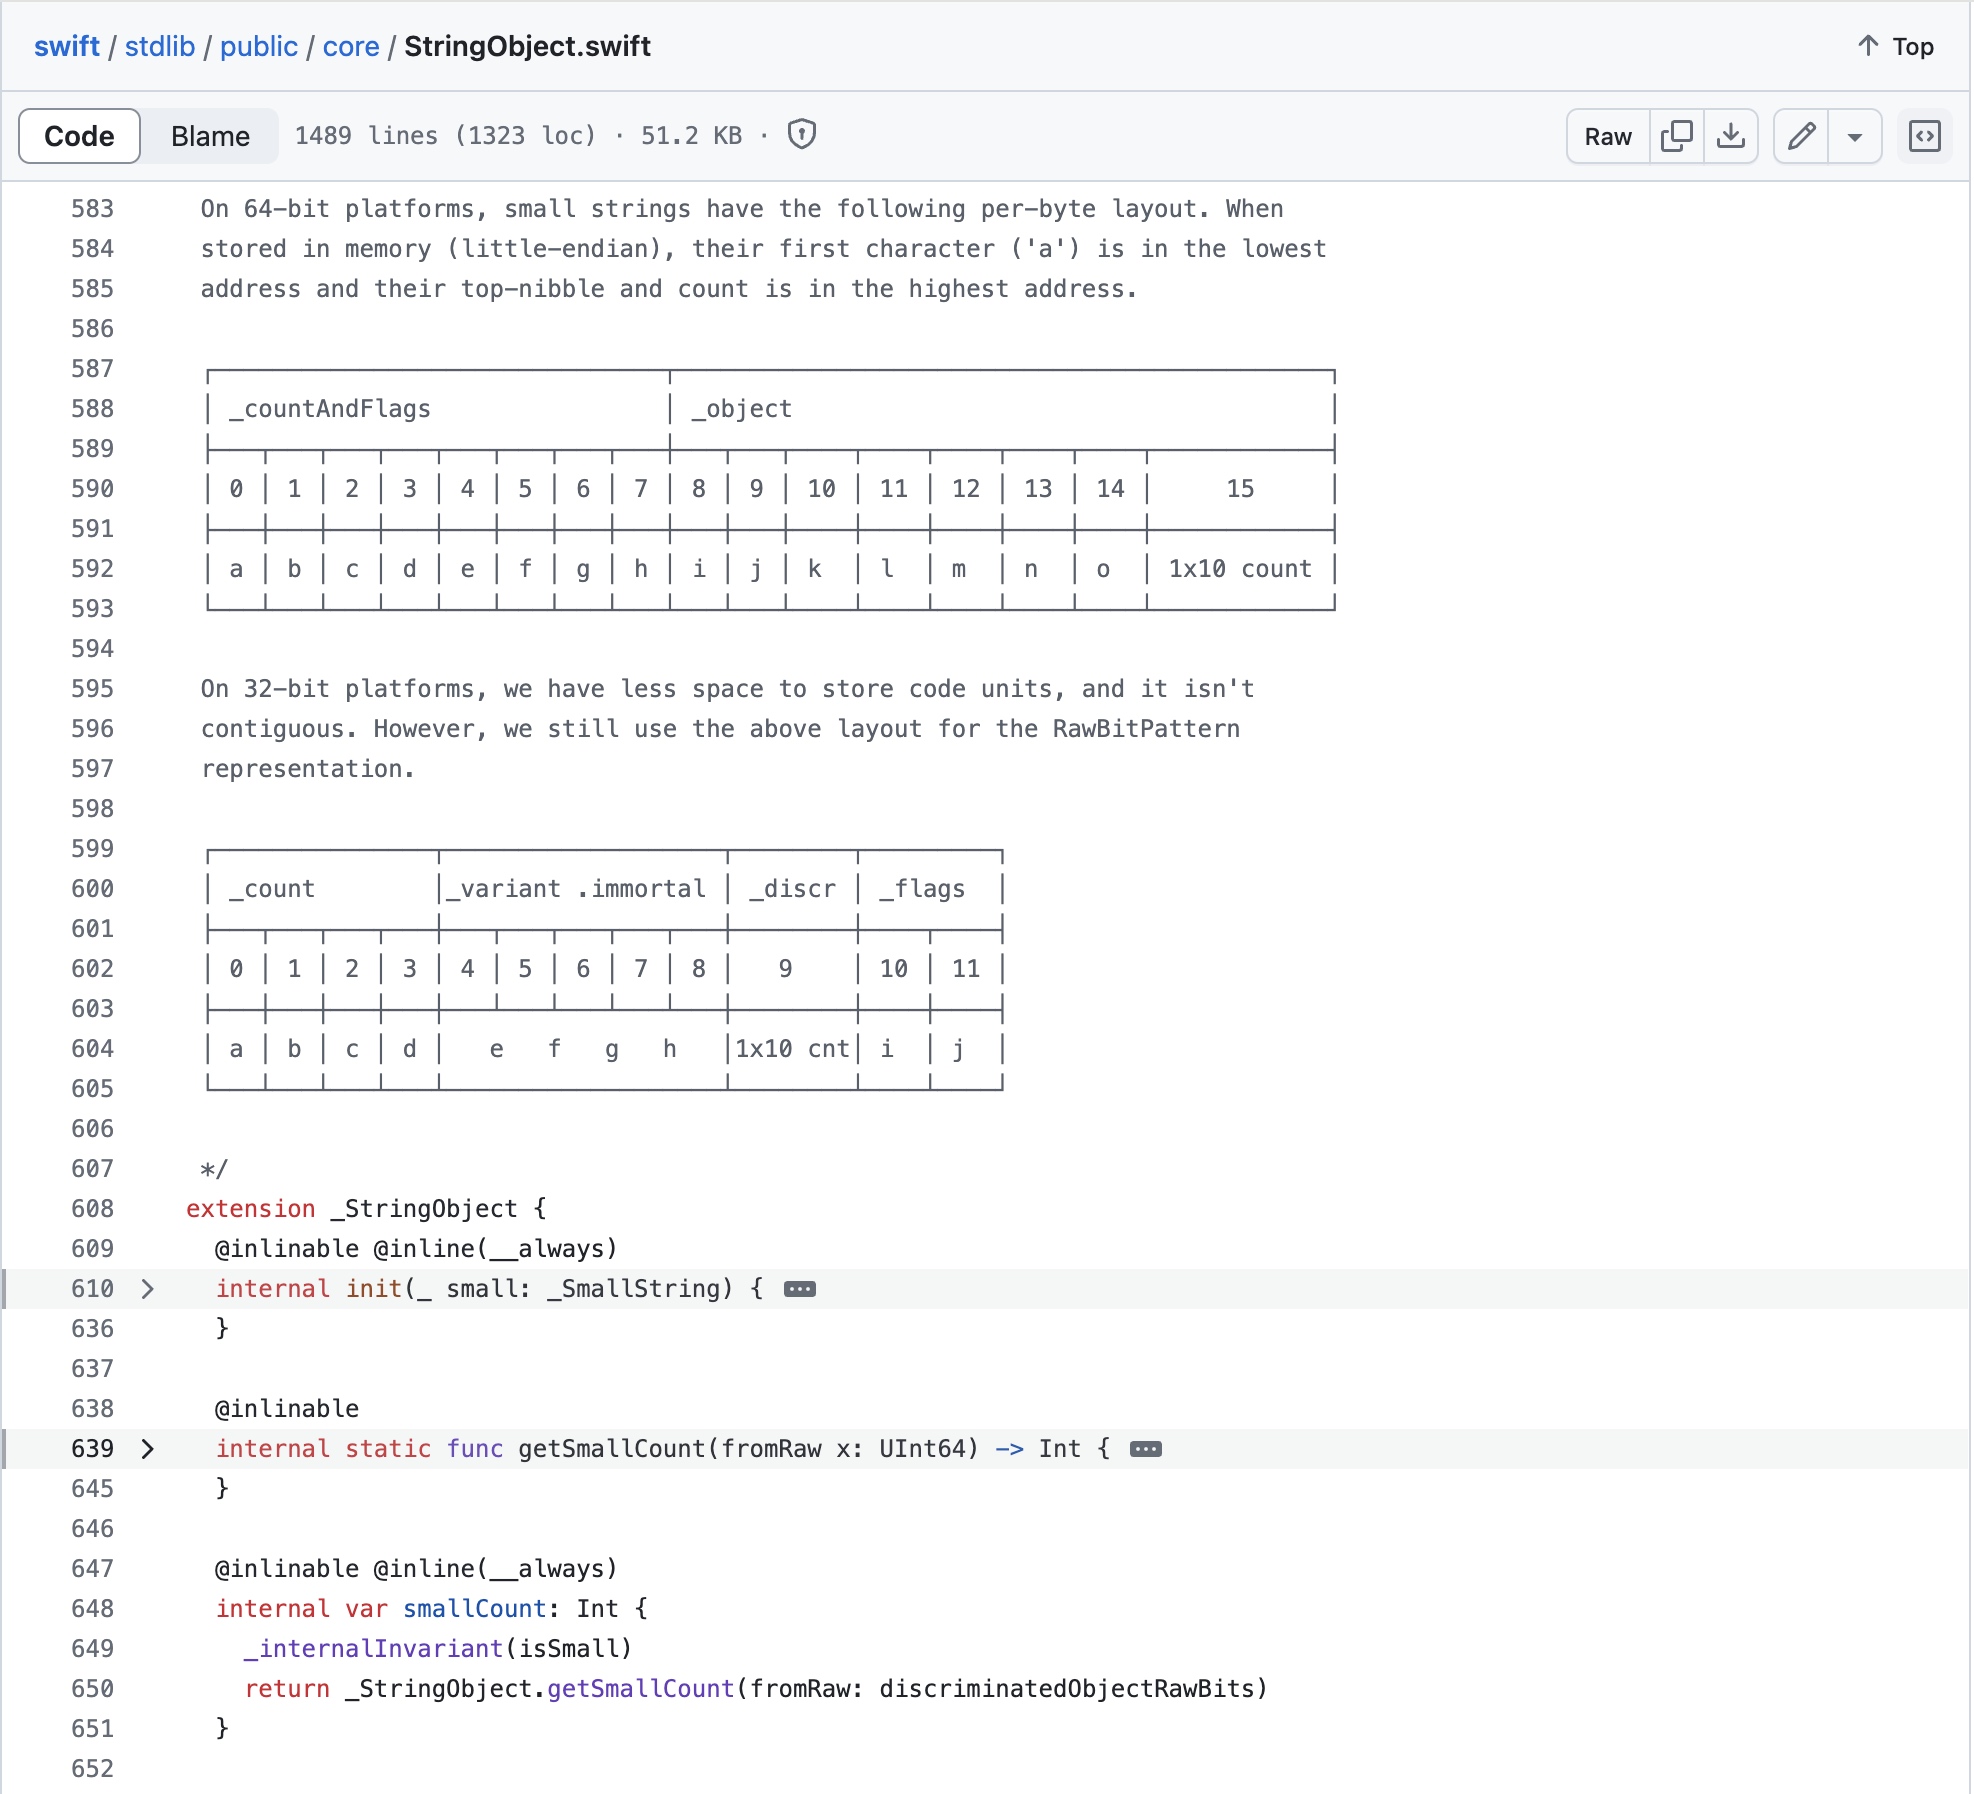 swift / stdlib / public / core / StringObject.swift
Top
Code Blame 1489 lines (1323 loc) · 51.2 KB ·
Raw
583 On 64-bit platforms, small strings have the following per-byte layout. When
584 stored in memory (little-endian), their first character ('a') is in the lowest
585 address and their top-nibble and count is in the highest address.
586
587
588 _countAndFlags _object
589
590 0 1 2 3 4 5 6 7 8 9 10 11 12 13 14 15
591
592 a b c d e f g h i j k l m n o 1x10 count
593
594
595 On 32-bit platforms, we have less space to store code units, and it isn't
596 contiguous. However, we still use the above layout for the RawBitPattern
597 representation.
598
599
600 _count _variant .immortal _discr _flags
601
602 0 1 2 3 4 5 6 7 8 9 10 11
603
604 a b c d e f g h 1x10 cnt i j
605
606
607 */
608 extension _StringObject {
609 @inlinable @inline(__always)
610 internal init(_ small: _SmallString) {
636 }
637
638 @inlinable
639 internal static func getSmallCount(fromRaw x: UInt64) -> Int {
645 }
646
647 @inlinable @inline(__always)
648 internal var smallCount: Int {
649 _internalInvariant(isSmall)
650 return _StringObject.getSmallCount(fromRaw: discriminatedObjectRawBits)
651 }
652